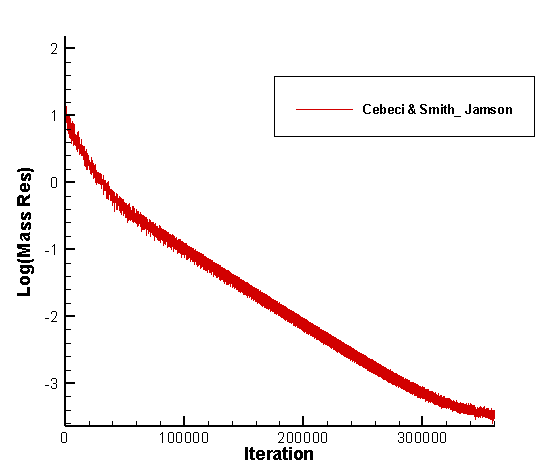 2
1
0
-1
-2
-3
Log(Mass Res)
Cebeci & Smith_ Jamson
0 100000 200000 300000
Iteration